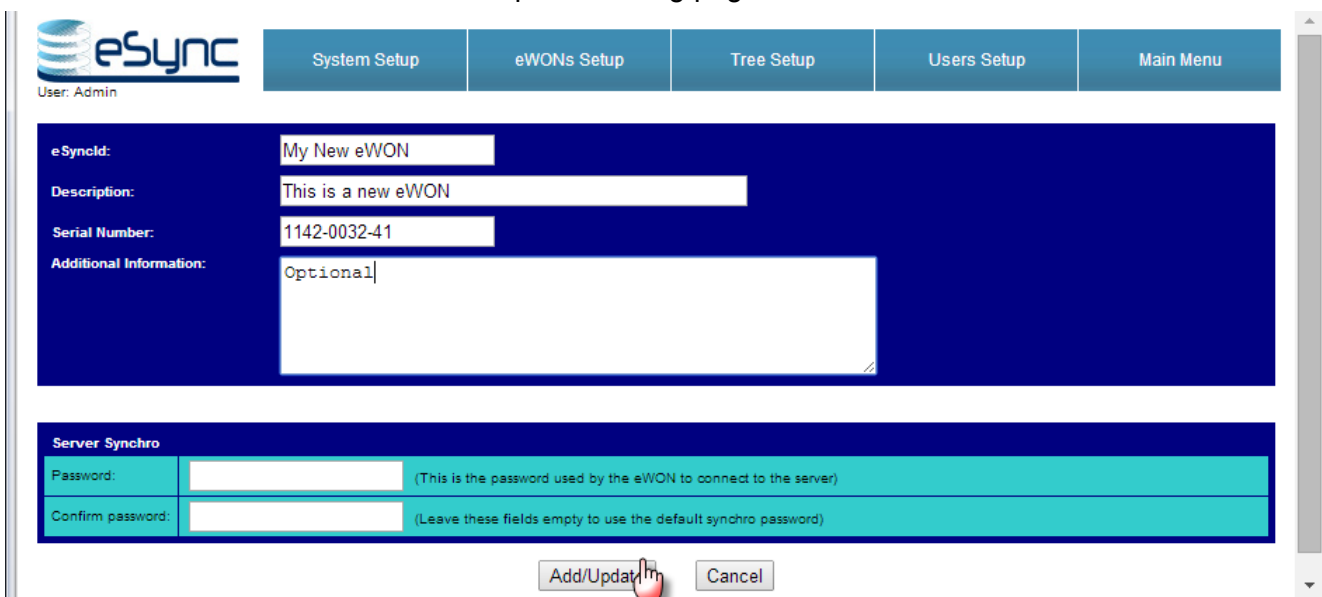 eSync
System Setup eWONs Setup Tree Setup Users Setup Main Menu
User: Admin
eSyncId: My New eWON
Description: This is a new eWON
Serial Number: 1142-0032-41
Additional Information: Optional
Server Synchro
Password: (This is the password used by the eWON to connect to the server)
Confirm password: (Leave these fields empty to use the default synchro password)
Add/Updat Cancel